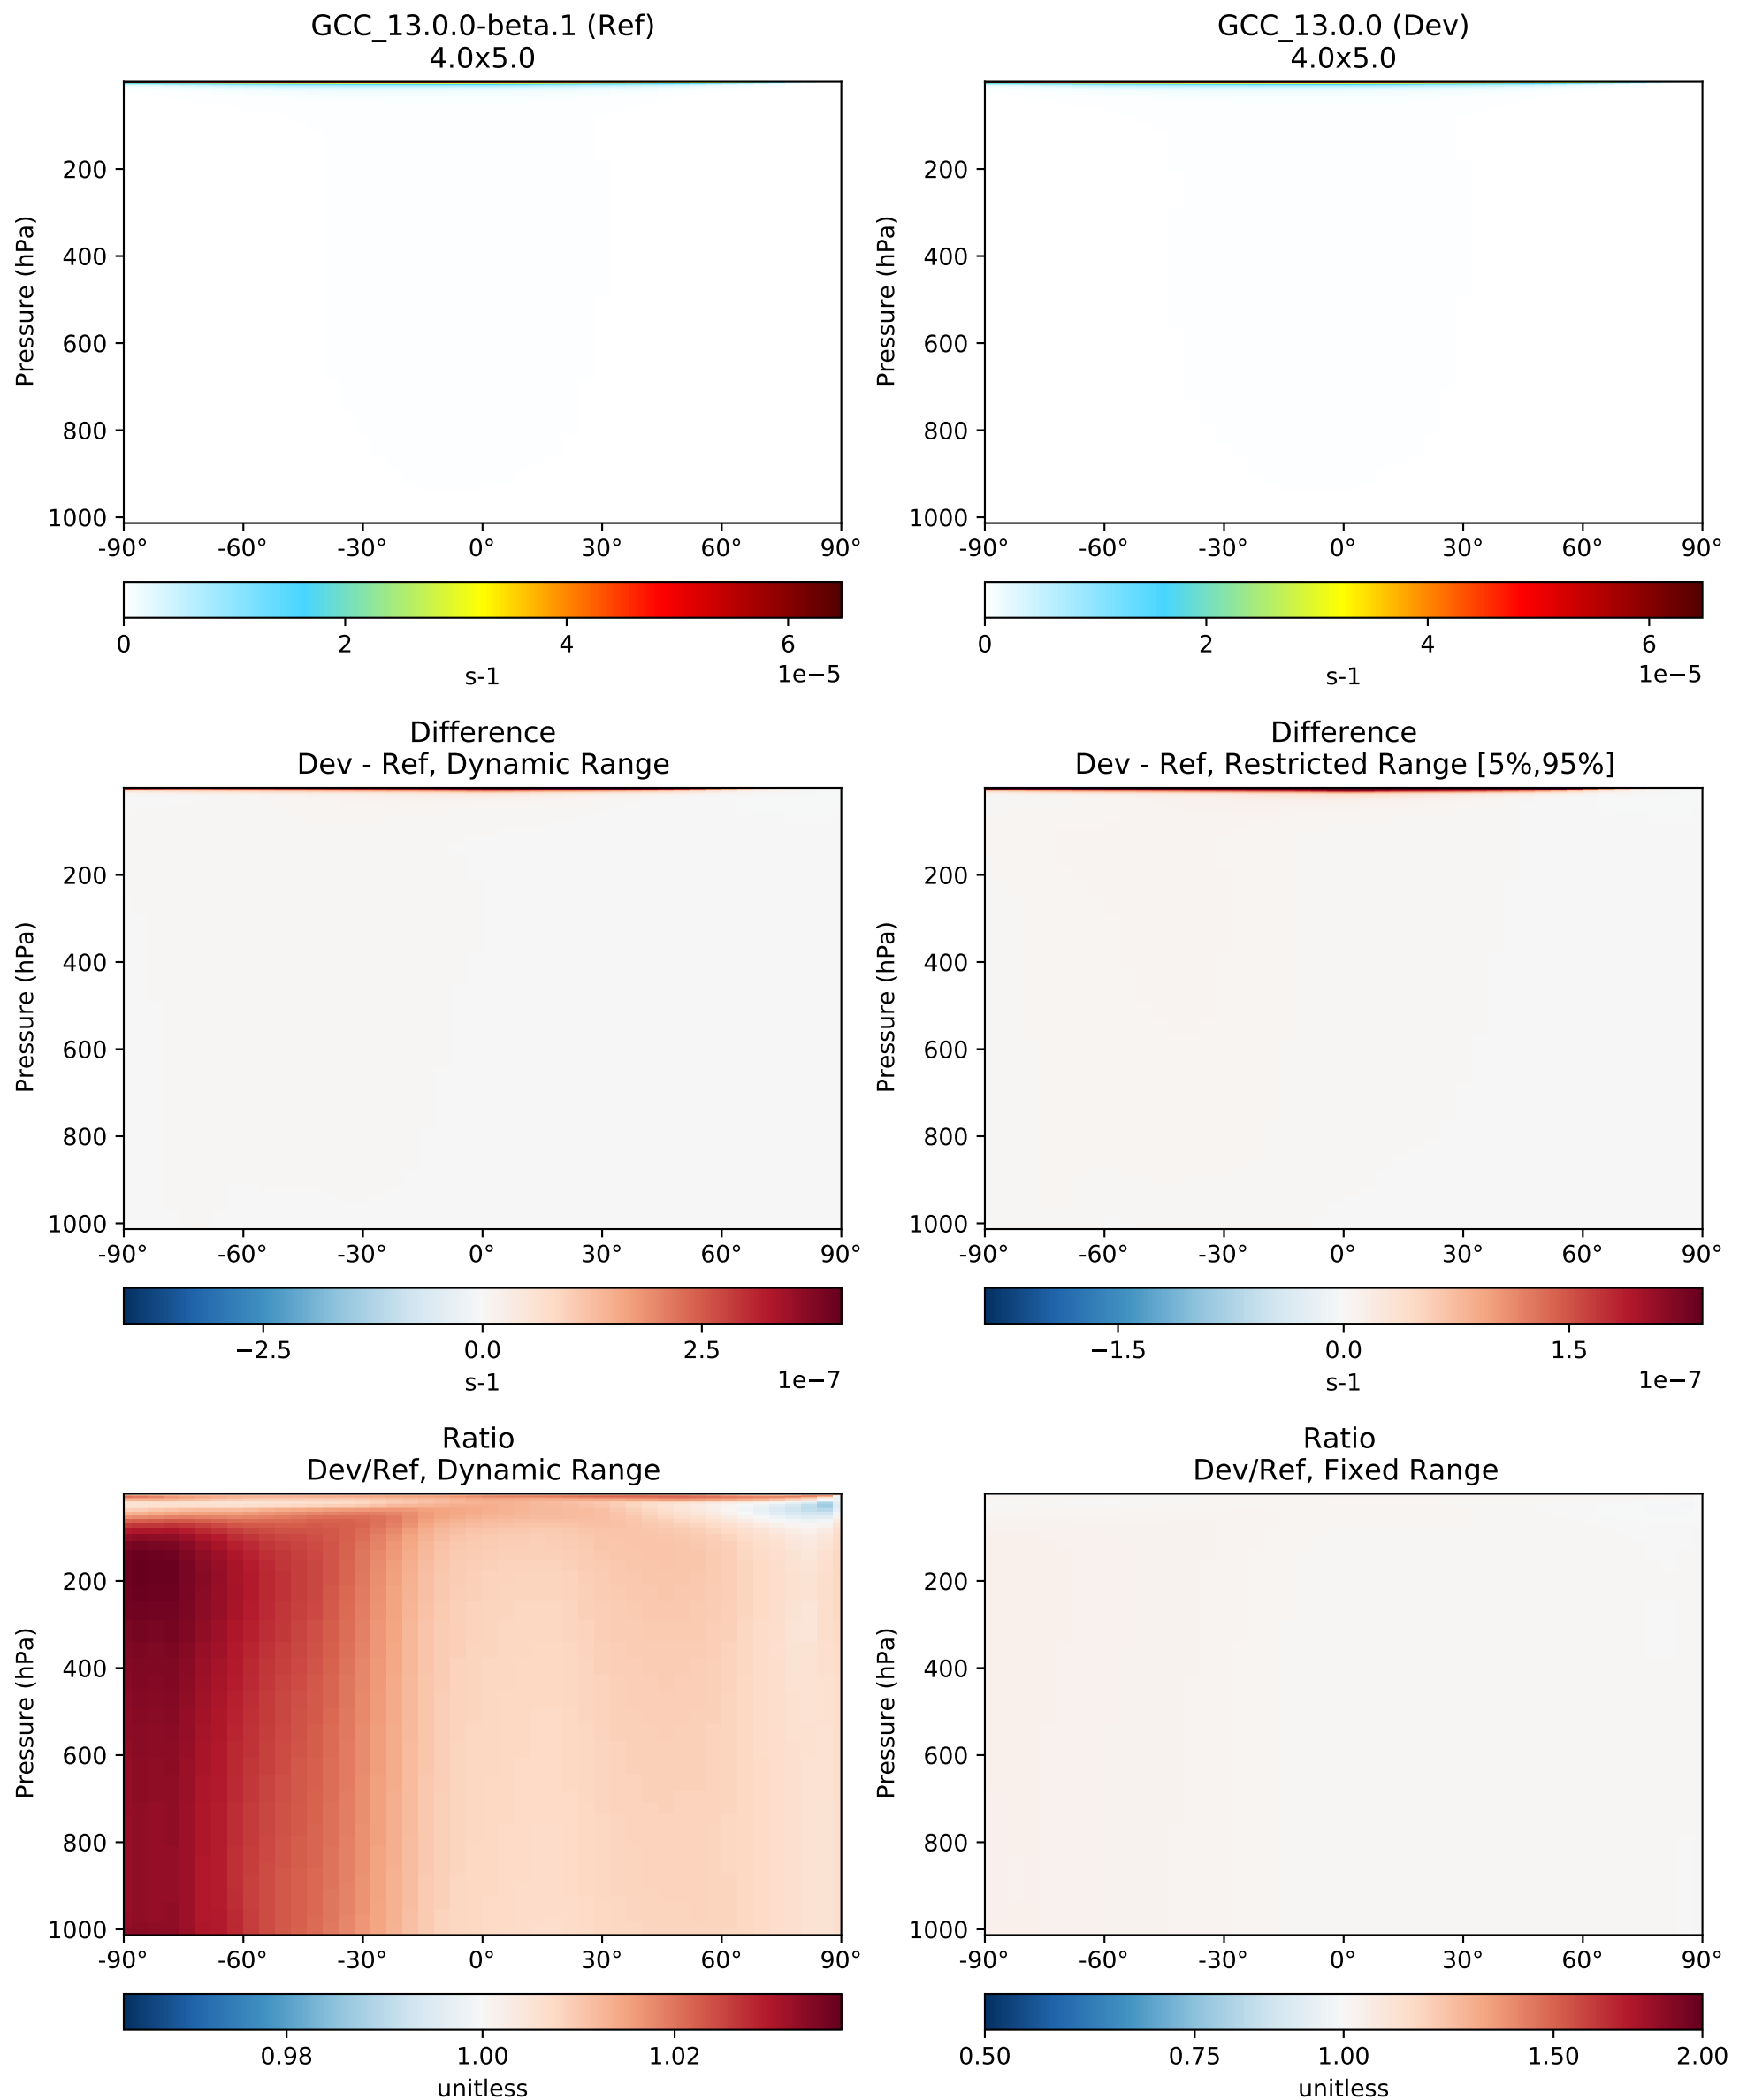 GCC_13.0.0-beta.1 (Ref)
4.0x5.0
Pressure (hPa)
200
400
600
800
1000
-90° -60° -30° 0° 30° 60° 90°
0 2 4 6
1e−5
s-1
GCC_13.0.0 (Dev)
4.0x5.0
Pressure (hPa)
200
400
600
800
1000
-90° -60° -30° 0° 30° 60° 90°
0 2 4 6
1e−5
s-1
Difference
Dev - Ref, Dynamic Range
Pressure (hPa)
200
400
600
800
1000
-90° -60° -30° 0° 30° 60° 90°
−2.5 0.0 2.5
1e−7
s-1
Difference
Dev - Ref, Restricted Range [5%,95%]
Pressure (hPa)
200
400
600
800
1000
-90° -60° -30° 0° 30° 60° 90°
−1.5 0.0 1.5
1e−7
s-1
Ratio
Dev/Ref, Dynamic Range
Pressure (hPa)
200
400
600
800
1000
-90° -60° -30° 0° 30° 60° 90°
0.98 1.00 1.02
unitless
Ratio
Dev/Ref, Fixed Range
Pressure (hPa)
200
400
600
800
1000
-90° -60° -30° 0° 30° 60° 90°
0.50 0.75 1.00 1.50 2.00
unitless